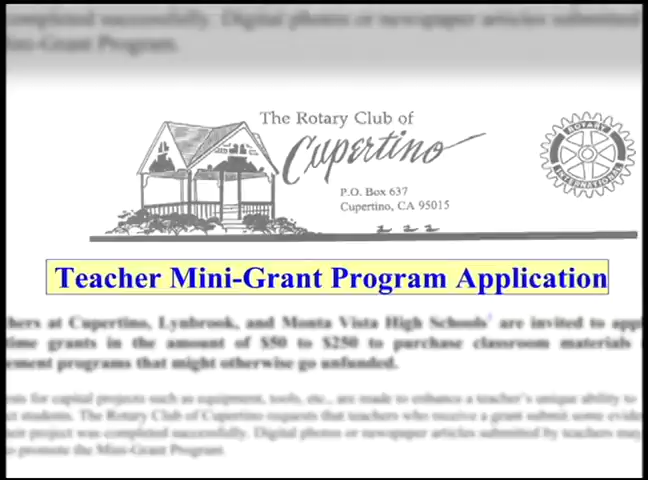 completed successfully. Digital photos or newspaper articles submitted
Mini-Grant Program.
The Rotary Club of
Cupertino
P.O. Box 637
Cupertino, CA 95015
ROTARY
INTERNATIONAL
Teacher Mini-Grant Program Application
hers at Cupertino, Lynbrook, and Monta Vista High Schools are invited to app
time grants in the amount of $50 to $250 to purchase classroom materials
ement programs that might otherwise go unfunded.
ests for capital projects such as equipment, tools, etc., are made to enhance a teacher's unique ability to
ct students. The Rotary Club of Cupertino requests that teachers who receive a grant submit some evide
eir project was completed successfully. Digital photos or newspaper articles submitted by teachers may
o promote the Mini-Grant Program.